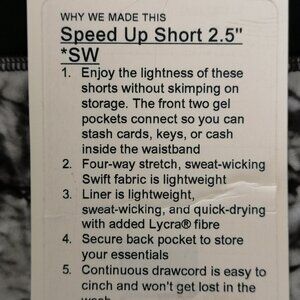 WHY WE MADE THIS
Speed Up Short 2.5"
*SW
1. Enjoy the lightness of these
shorts without skimping on
storage. The front two gel
pockets connect so you can
stash cards, keys, or cash
inside the waistband
2. Four-way stretch, sweat-wicking
Swift fabric is lightweight
3. Liner is lightweight,
sweat-wicking, and quick-drying
with added Lycra® fibre
4. Secure back pocket to store
your essentials
5. Continuous drawcord is easy to
cinch and won't get lost in the
wash